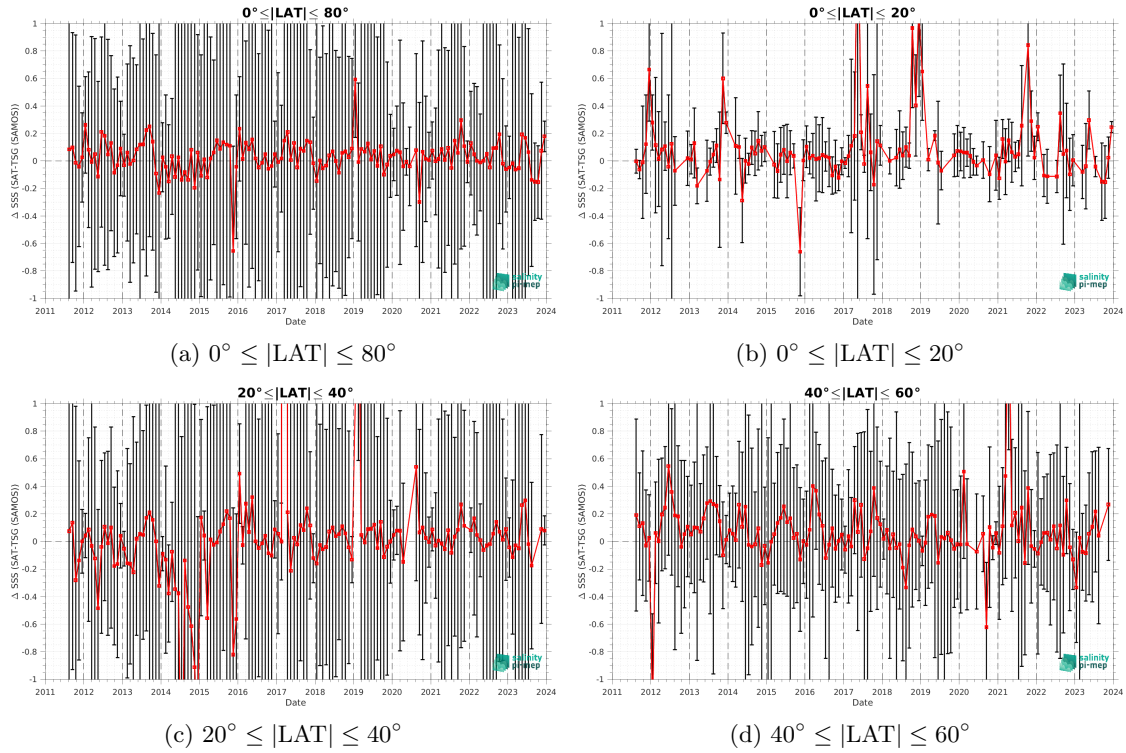 0°≤|LAT|≤ 80°
Δ SSS (SAT-TSG (SAMOS))
1
0.8
0.6
0.4
0.2
0
-0.2
-0.4
-0.6
-0.8
-1
2011 2012 2013 2014 2015 2016 2017 2018 2019 2020 2021 2022 2023 2024
Date
salinity
pi-mep
(a) 0° ≤ |LAT| ≤ 80°
0°≤|LAT|≤ 20°
Δ SSS (SAT-TSG (SAMOS))
1
0.8
0.6
0.4
0.2
0
-0.2
-0.4
-0.6
-0.8
-1
2011 2012 2013 2014 2015 2016 2017 2018 2019 2020 2021 2022 2023 2024
Date
salinity
pi-mep
(b) 0° ≤ |LAT| ≤ 20°
20°≤|LAT|≤ 40°
Δ SSS (SAT-TSG (SAMOS))
1
0.8
0.6
0.4
0.2
0
-0.2
-0.4
-0.6
-0.8
-1
2011 2012 2013 2014 2015 2016 2017 2018 2019 2020 2021 2022 2023 2024
Date
salinity
pi-mep
(c) 20° ≤ |LAT| ≤ 40°
40°≤|LAT|≤ 60°
Δ SSS (SAT-TSG (SAMOS))
1
0.8
0.6
0.4
0.2
0
-0.2
-0.4
-0.6
-0.8
-1
2011 2012 2013 2014 2015 2016 2017 2018 2019 2020 2021 2022 2023 2024
Date
salinity
pi-mep
(d) 40° ≤ |LAT| ≤ 60°